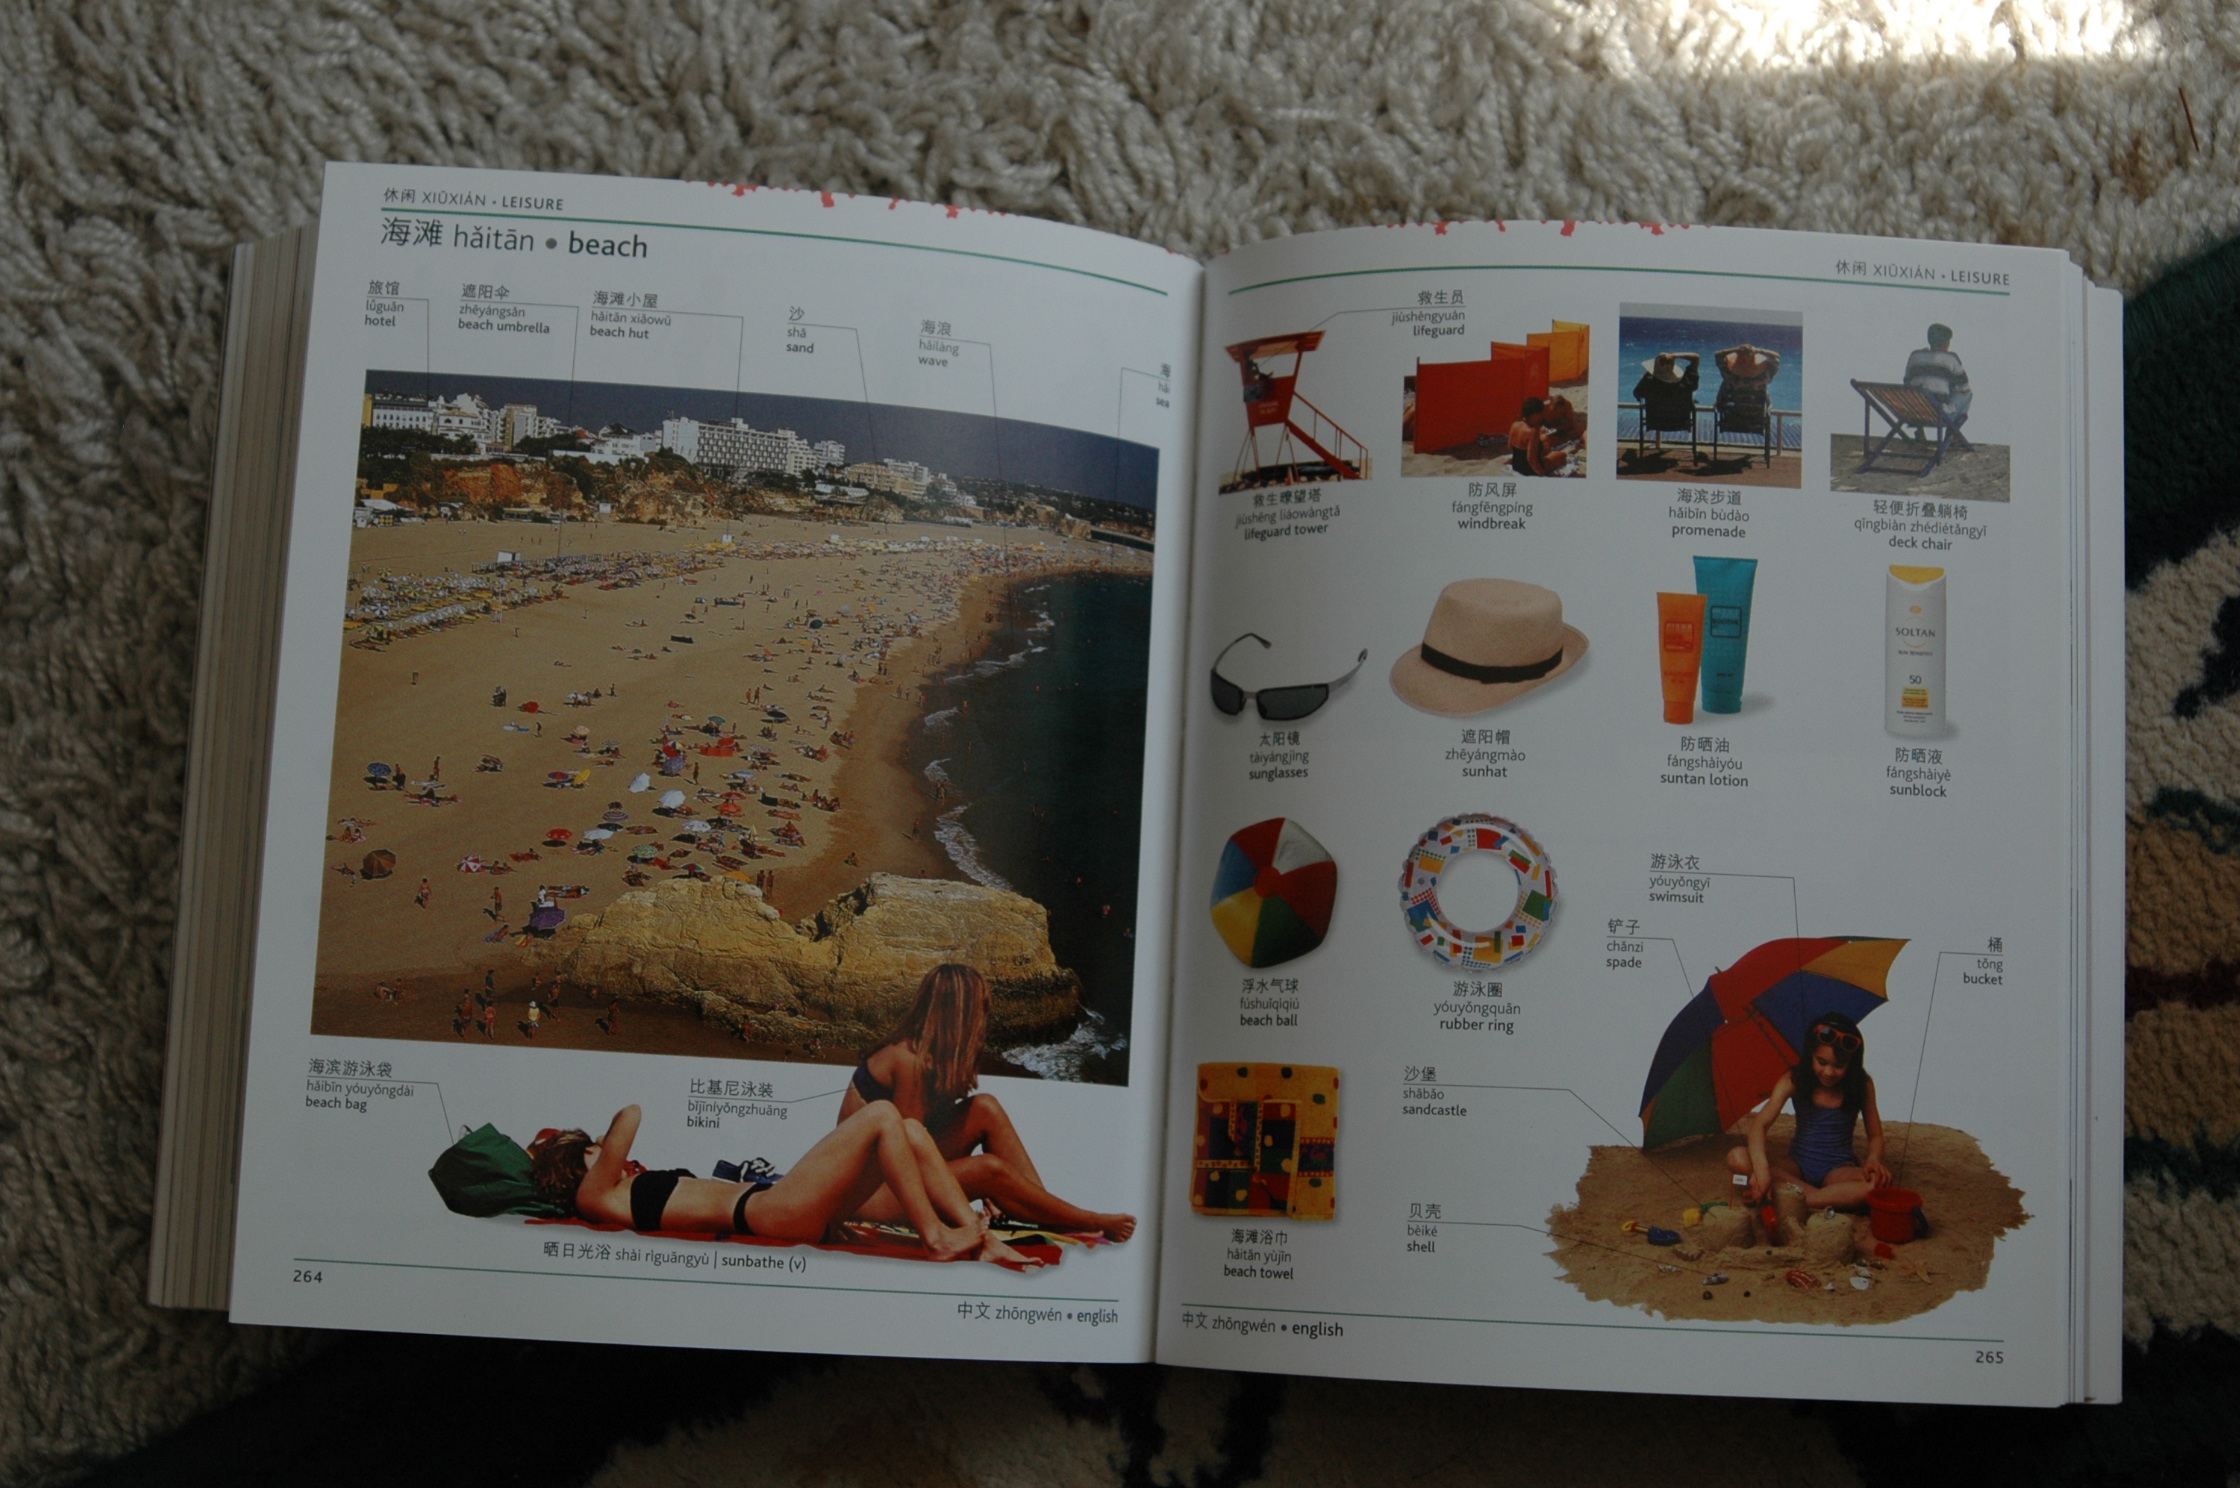 休闲 XIŪXIÁN • LEISURE
海滩 hǎitān • beach
旅馆
lǚguǎn
hotel
遮阳伞
zhēyángsǎn
beach umbrella
海滩小屋
hǎitān xiǎowū
beach hut
沙
shā
sand
海浪
hǎilàng
wave
海
hǎi
sea
比基尼泳装
bǐjīníyǒngzhuāng
bikini
海滨游泳袋
hǎibīn yóuyǒngdài
beach bag
晒日光浴 shài rìguāngyù | sunbathe (v)
264
中文 zhōngwén • english
休闲 XIŪXIÁN • LEISURE
救生员
jiùshēngyuán
lifeguard
救生瞭望塔
jiùshēng liàowàngtǎ
lifeguard tower
防风屏
fángfēngpíng
windbreak
海滨步道
hǎibīn bùdào
promenade
轻便折叠躺椅
qīngbiàn zhédiétǎngyǐ
deck chair
太阳镜
tàiyángjìng
sunglasses
遮阳帽
zhēyángmào
sunhat
防晒油
fángshàiyóu
suntan lotion
SOLTAN
50
防晒液
fángshàiyè
sunblock
浮水气球
fúshuǐqìqiú
beach ball
游泳圈
yóuyǒngquān
rubber ring
游泳衣
yóuyǒngyī
swimsuit
铲子
chǎnzi
spade
桶
tǒng
bucket
沙堡
shābǎo
sandcastle
贝壳
bèiké
shell
海滩浴巾
hǎitān yùjīn
beach towel
中文 zhōngwén • english
265